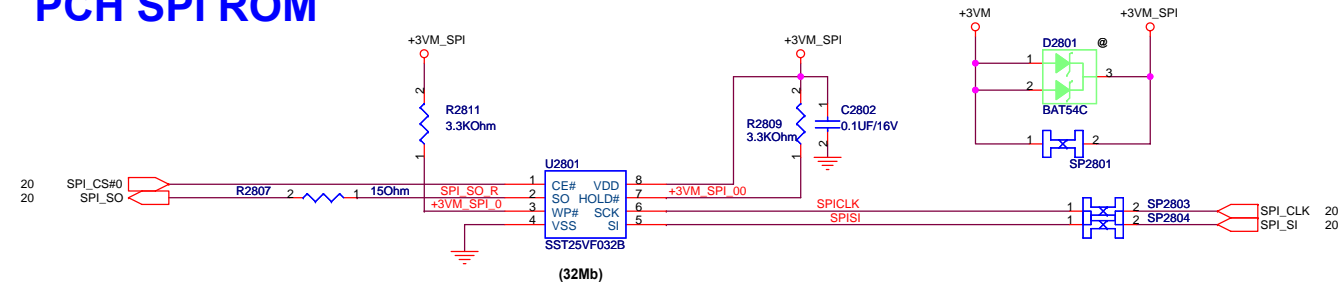 PCH SPI ROM
+3VM +3VM_SPI
+3VM_SPI +3VM_SPI
D2801 @
1
3
2
BAT54C
2 2 1
R2811 C2802
3.3KOhm 0.1UF/16V
R2809
3.3KOhm
1 1 2
1 2
SP2801
U2801
20 SPI_CS#0 1 CE# VDD 8
20 SPI_SO R2807 2 1 15Ohm SPI_SO_R 2 SO HOLD# 7 +3VM_SPI_00
+3VM_SPI_0 3 WP# SCK 6 SPICLK 1 2 SP2803 SPI_CLK 20
4 VSS SI 5 SPISI 1 2 SP2804 SPI_SI 20
SST25VF032B
(32Mb)